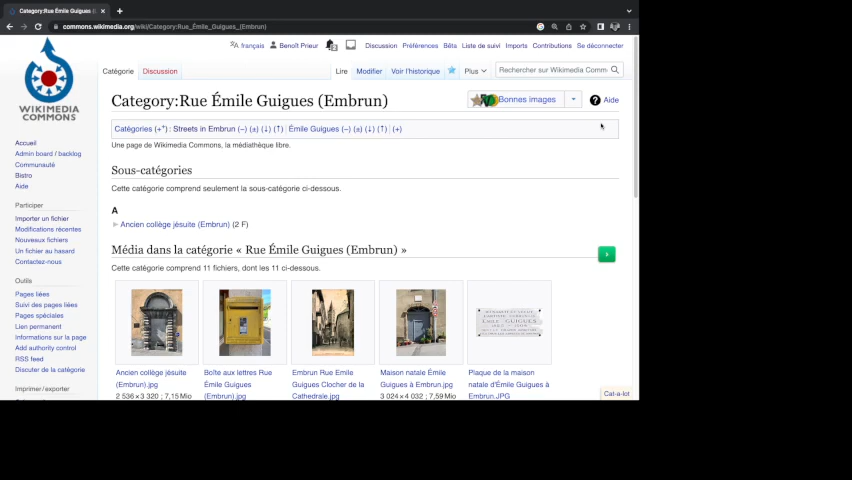 Category:Rue Émile Guigues (E
commons.wikimedia.org/wiki/Category:Rue_Émile_Guigues_(Embrun)
français Benoît Prieur Discussion Préférences Bêta Liste de suivi Imports Contributions Se déconnecter
Catégorie Discussion Lire Modifier Voir l'historique Plus Rechercher sur Wikimedia Comm
WIKIMEDIA
COMMONS
Accueil
Admin board / backlog
Communauté
Bistro
Aide
Participer
Importer un fichier
Modifications récentes
Nouveaux fichiers
Un fichier au hasard
Contactez-nous
Outils
Pages liées
Suivi des pages liées
Pages spéciales
Lien permanent
Informations sur la page
Add authority control
RSS feed
Discuter de la catégorie
Imprimer/exporter
Category:Rue Émile Guigues (Embrun)
Bonnes images Aide
Catégories (+⁺) : Streets in Embrun (−) (±) (↓) (↑) Émile Guigues (−) (±) (↓) (↑) (+)
Une page de Wikimedia Commons, la médiathèque libre.
Sous-catégories
Cette catégorie comprend seulement la sous-catégorie ci-dessous.
A
Ancien collège jésuite (Embrun) (2 F)
Média dans la catégorie « Rue Émile Guigues (Embrun) »
Cette catégorie comprend 11 fichiers, dont les 11 ci-dessous.
Ancien collège jésuite
(Embrun).jpg
2 536 × 3 320 ; 7,15 Mio
Boîte aux lettres Rue
Émile Guigues
(Embrun).jpg
Embrun Rue Emile
Guigues Clocher de la
Cathedrale.jpg
Maison natale Émile
Guigues à Embrun.jpg
3 024 × 4 032 ; 7,59 Mio
Plaque de la maison
natale d'Émile Guigues à
Embrun.JPG
Cat-a-lot